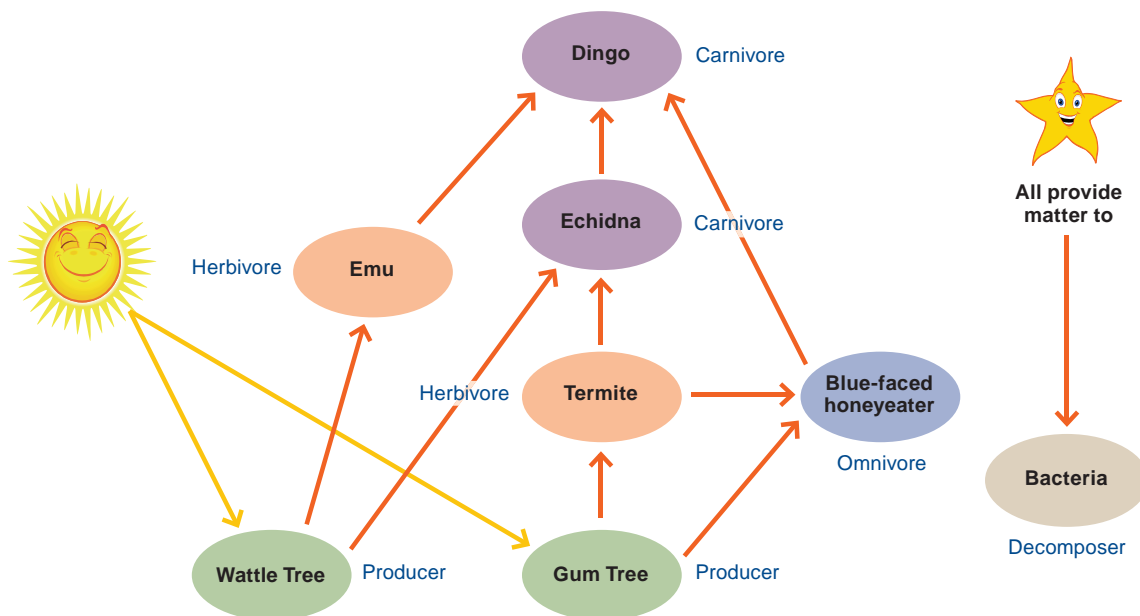 Dingo
Carnivore
All provide
matter to
Echidna
Carnivore
Herbivore
Emu
Herbivore
Termite
Blue-faced
honeyeater
Omnivore
Bacteria
Decomposer
Wattle Tree
Producer
Gum Tree
Producer